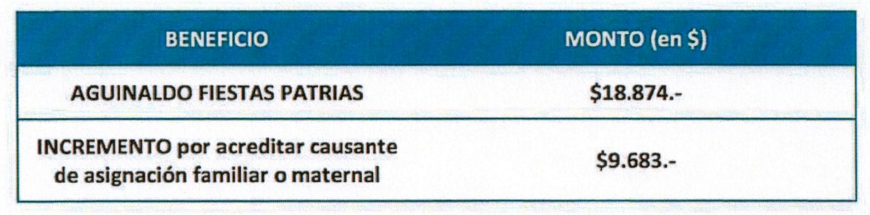 BENEFICIO MONTO (en $)
AGUINALDO FIESTAS PATRIAS $18.874.-
INCREMENTO por acreditar causante
de asignación familiar o maternal $9.683.-